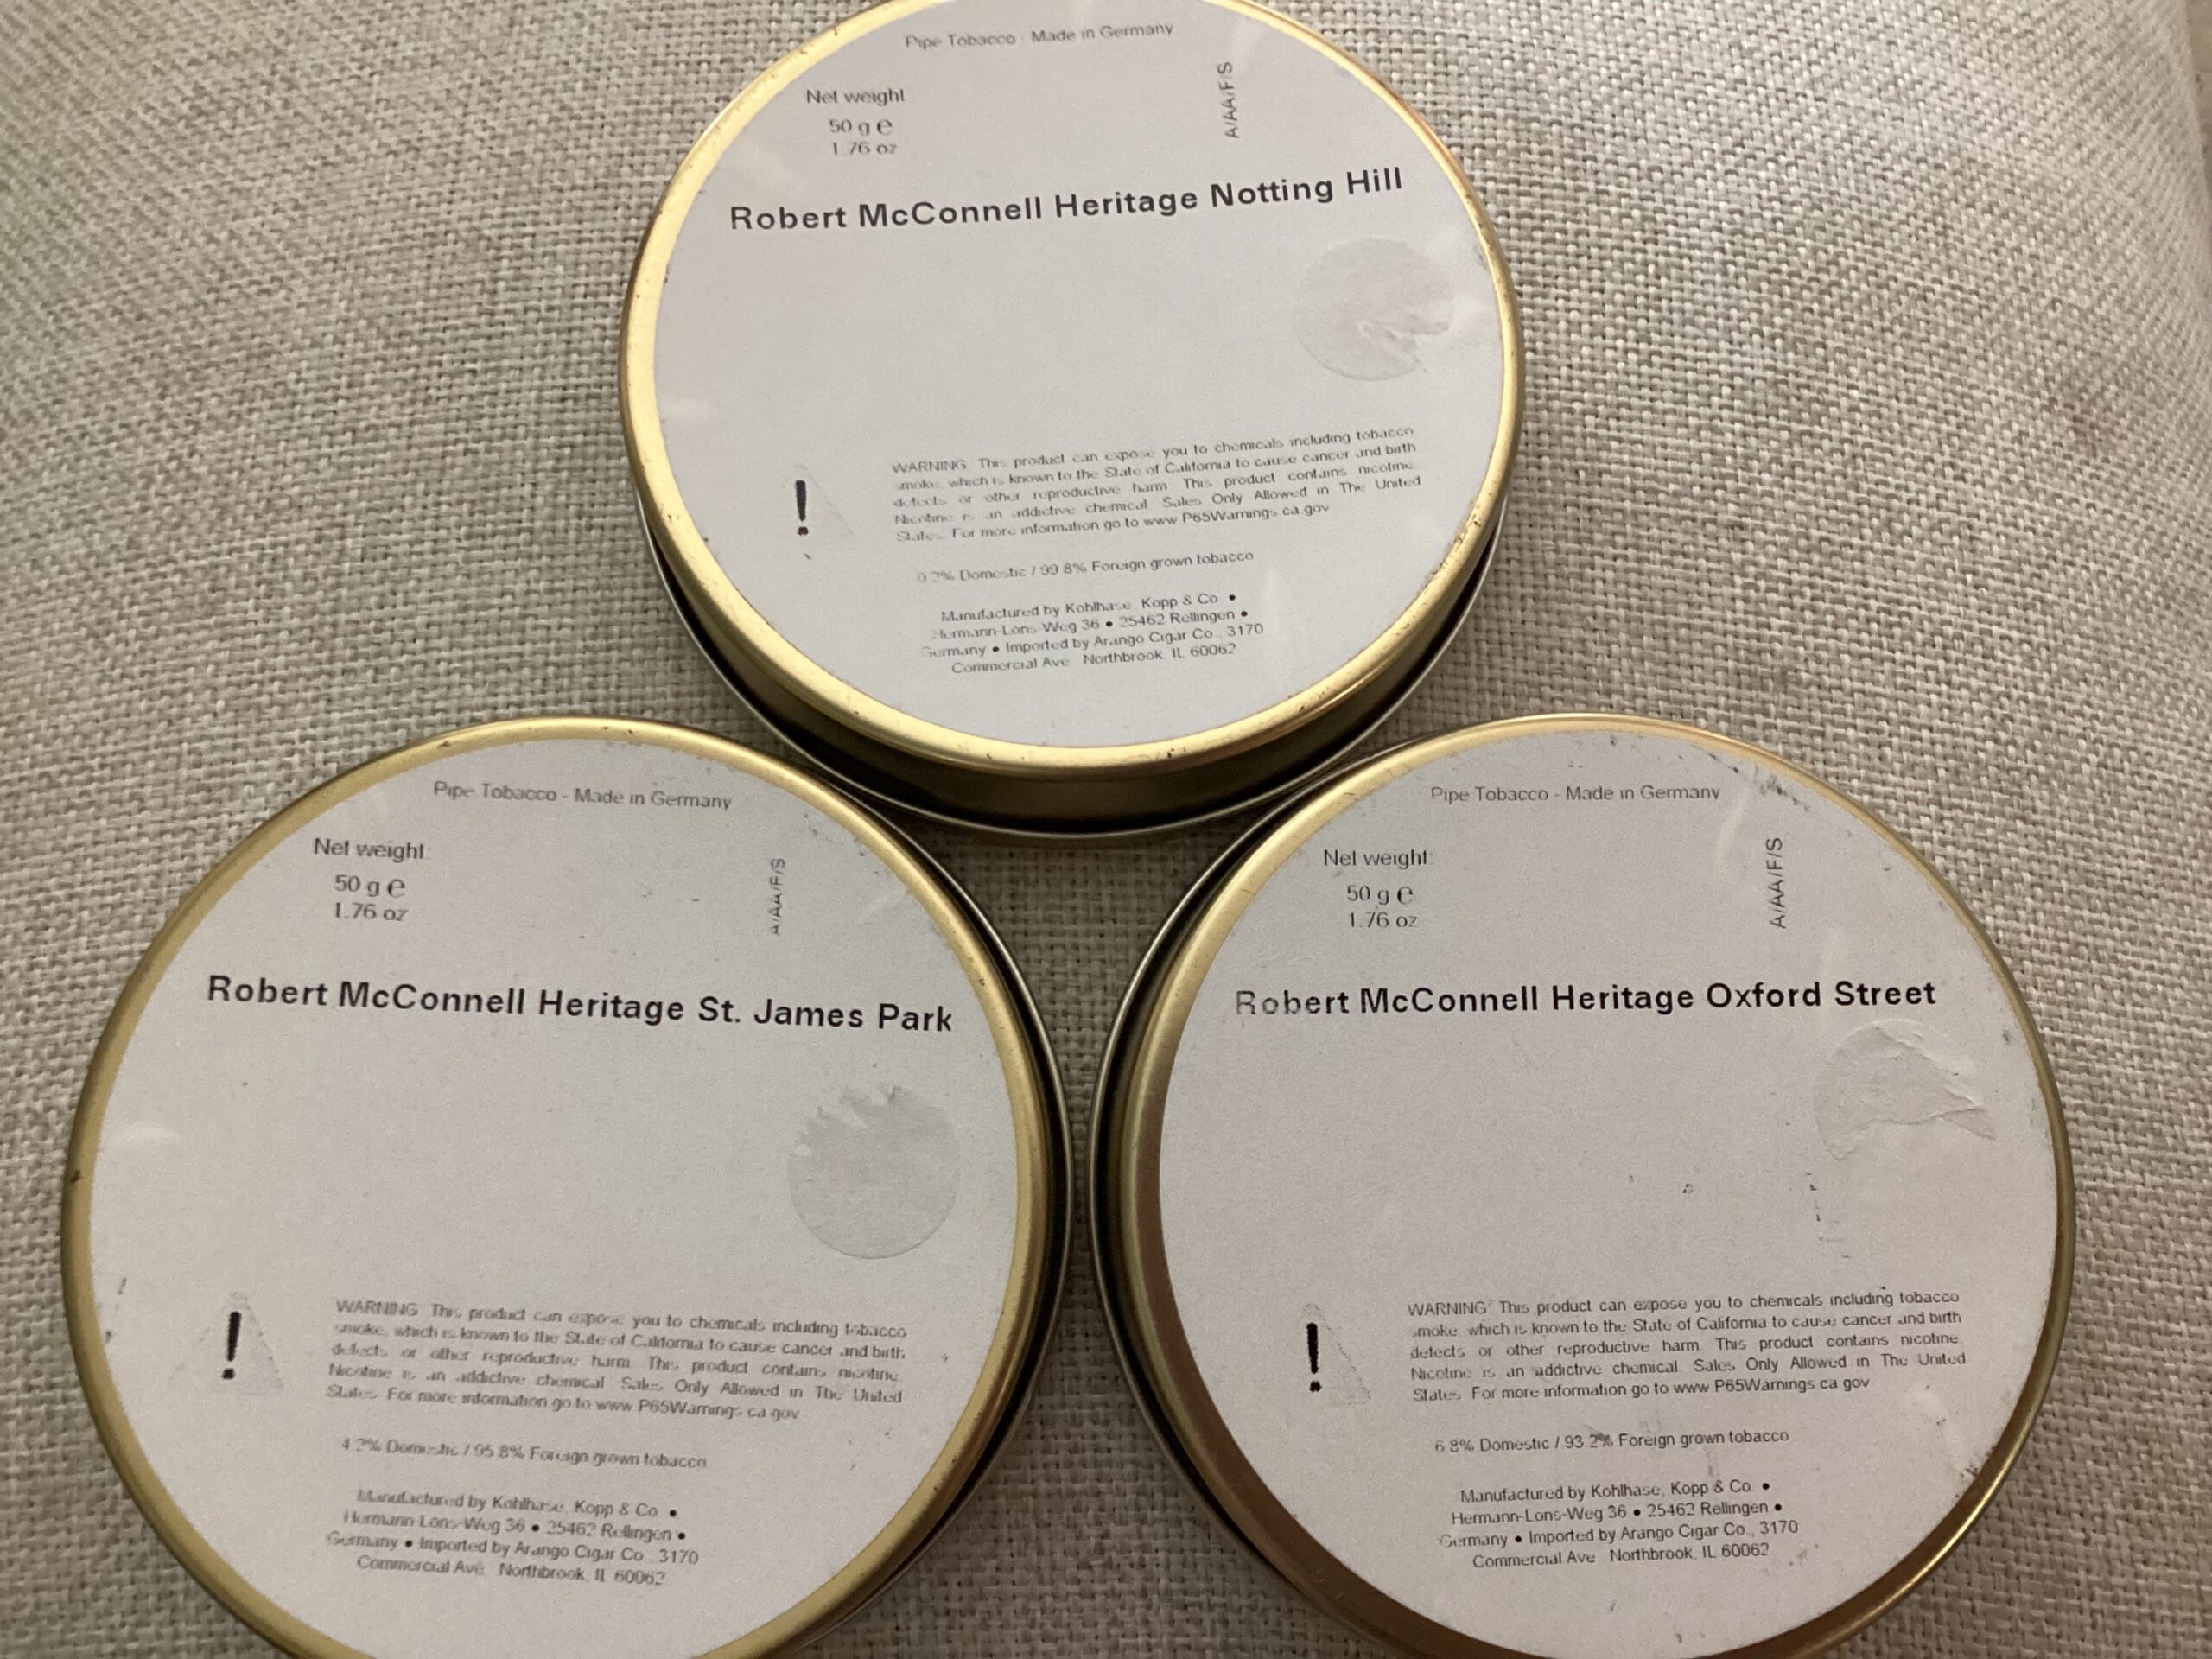 Pipe Tobacco - Made in Germany
Net weight
50 g e
1.76 oz
A/AA/F/S
Robert McConnell Heritage Notting Hill
!
WARNING This product can expose you to chemicals including tobacco
smoke, which is known to the State of California to cause cancer and birth
defects or other reproductive harm. This product contains nicotine.
Nicotine is an addictive chemical. Sales Only Allowed in The United
States. For more information go to www.P65Warnings.ca.gov
0.2% Domestic / 99.8% Foreign grown tobacco
Manufactured by Kohlhase, Kopp & Co. •
Hermann-Lons-Weg 36 • 25462 Rellingen •
Germany • Imported by Arango Cigar Co., 3170
Commercial Ave. Northbrook, IL 60062
Pipe Tobacco - Made in Germany
Net weight:
50 g e
1.76 oz
A/AA/F/S
Robert McConnell Heritage St. James Park
!
WARNING This product can expose you to chemicals including tobacco
smoke, which is known to the State of California to cause cancer and birth
defects or other reproductive harm. This product contains nicotine.
Nicotine is an addictive chemical. Sales Only Allowed in The United
States. For more information go to www.P65Warnings.ca.gov
4.2% Domestic / 95.8% Foreign grown tobacco
Manufactured by Kohlhase, Kopp & Co. •
Hermann-Lons-Weg 36 • 25462 Rellingen •
Germany • Imported by Arango Cigar Co., 3170
Commercial Ave. Northbrook, IL 60062
Pipe Tobacco - Made in Germany
Net weight:
50 g e
1.76 oz
A/AA/F/S
Robert McConnell Heritage Oxford Street
!
WARNING: This product can expose you to chemicals including tobacco
smoke, which is known to the State of California to cause cancer and birth
defects or other reproductive harm. This product contains nicotine.
Nicotine is an addictive chemical. Sales Only Allowed in The United
States. For more information go to www.P65Warnings.ca.gov
6.8% Domestic / 93.2% Foreign grown tobacco
Manufactured by Kohlhase, Kopp & Co. •
Hermann-Lons-Weg 36 • 25462 Rellingen •
Germany • Imported by Arango Cigar Co., 3170
Commercial Ave. Northbrook, IL 60062